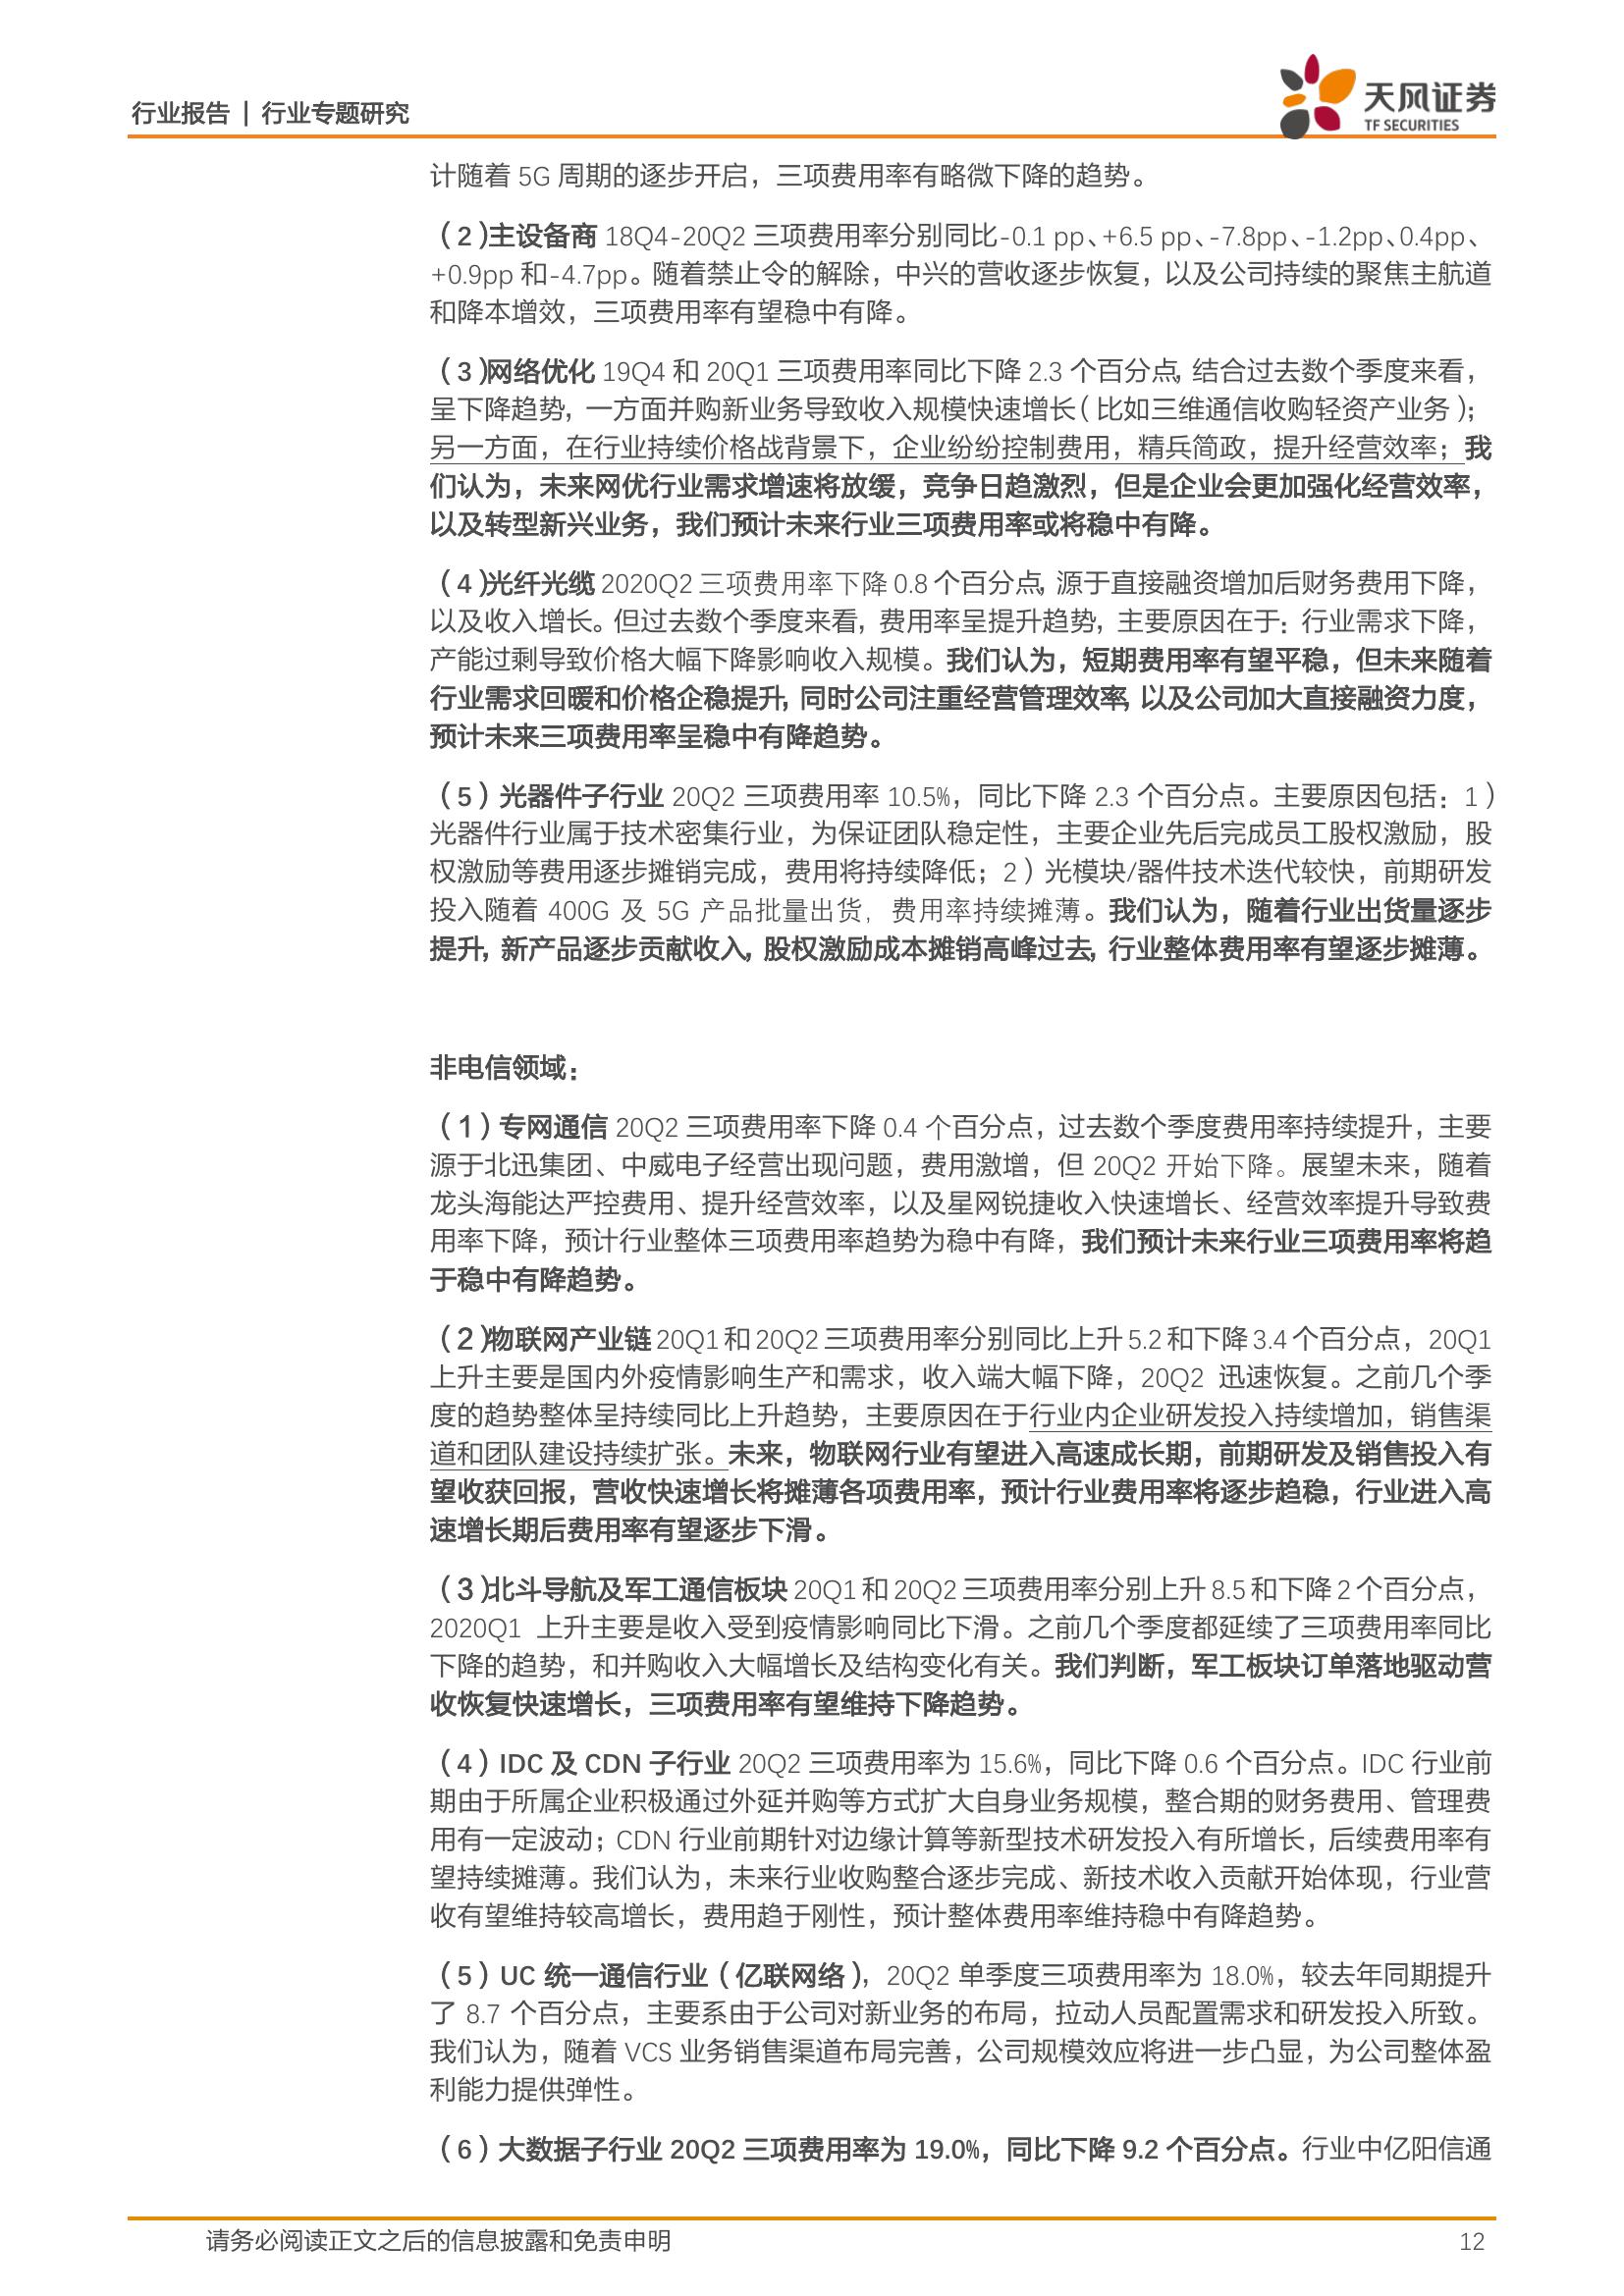 行业报告 | 行业专题研究
天风证券
TF SECURITIES
计随着 5G 周期的逐步开启，三项费用率有略微下降的趋势。
（2）主设备商 18Q4-20Q2 三项费用率分别同比-0.1 pp、+6.5 pp、-7.8pp、-1.2pp、0.4pp、
+0.9pp 和-4.7pp。随着禁止令的解除，中兴的营收逐步恢复，以及公司持续的聚焦主航道
和降本增效，三项费用率有望稳中有降。
（3）网络优化 19Q4 和 20Q1 三项费用率同比下降 2.3 个百分点，结合过去数个季度来看，
呈下降趋势，一方面并购新业务导致收入规模快速增长（比如三维通信收购轻资产业务）；
另一方面，在行业持续价格战背景下，企业纷纷控制费用，精兵简政，提升经营效率；我
们认为，未来网优行业需求增速将放缓，竞争日趋激烈，但是企业会更加强化经营效率，
以及转型新兴业务，我们预计未来行业三项费用率或将稳中有降。
（4）光纤光缆 2020Q2 三项费用率下降 0.8 个百分点，源于直接融资增加后财务费用下降，
以及收入增长。但过去数个季度来看，费用率呈提升趋势，主要原因在于：行业需求下降，
产能过剩导致价格大幅下降影响收入规模。我们认为，短期费用率有望平稳，但未来随着
行业需求回暖和价格企稳提升，同时公司注重经营管理效率，以及公司加大直接融资力度，
预计未来三项费用率呈稳中有降趋势。
（5）光器件子行业 20Q2 三项费用率 10.5%，同比下降 2.3 个百分点。主要原因包括：1）
光器件行业属于技术密集行业，为保证团队稳定性，主要企业先后完成员工股权激励，股
权激励等费用逐步摊销完成，费用将持续降低；2）光模块/器件技术迭代较快，前期研发
投入随着 400G 及 5G 产品批量出货，费用率持续摊薄。我们认为，随着行业出货量逐步
提升，新产品逐步贡献收入，股权激励成本摊销高峰过去，行业整体费用率有望逐步摊薄。
非电信领域：
（1）专网通信 20Q2 三项费用率下降 0.4 个百分点，过去数个季度费用率持续提升，主要
源于北迅集团、中威电子经营出现问题，费用激增，但 20Q2 开始下降。展望未来，随着
龙头海能达严控费用、提升经营效率，以及星网锐捷收入快速增长、经营效率提升导致费
用率下降，预计行业整体三项费用率趋势为稳中有降，我们预计未来行业三项费用率将趋
于稳中有降趋势。
（2）物联网产业链 20Q1 和 20Q2 三项费用率分别同比上升 5.2 和下降 3.4 个百分点，20Q1
上升主要是国内外疫情影响生产和需求，收入端大幅下降，20Q2 迅速恢复。之前几个季
度的趋势整体呈持续同比上升趋势，主要原因在于行业内企业研发投入持续增加，销售渠
道和团队建设持续扩张。未来，物联网行业有望进入高速成长期，前期研发及销售投入有
望收获回报，营收快速增长将摊薄各项费用率，预计行业费用率将逐步趋稳，行业进入高
速增长期后费用率有望逐步下滑。
（3）北斗导航及军工通信板块 20Q1 和 20Q2 三项费用率分别上升 8.5 和下降 2 个百分点，
2020Q1 上升主要是收入受到疫情影响同比下滑。之前几个季度都延续了三项费用率同比
下降的趋势，和并购收入大幅增长及结构变化有关。我们判断，军工板块订单落地驱动营
收恢复快速增长，三项费用率有望维持下降趋势。
（4）IDC 及 CDN 子行业 20Q2 三项费用率为 15.6%，同比下降 0.6 个百分点。IDC 行业前
期由于所属企业积极通过外延并购等方式扩大自身业务规模，整合期的财务费用、管理费
用有一定波动；CDN 行业前期针对边缘计算等新型技术研发投入有所增长，后续费用率有
望持续摊薄。我们认为，未来行业收购整合逐步完成、新技术收入贡献开始体现，行业营
收有望维持较高增长，费用趋于刚性，预计整体费用率维持稳中有降趋势。
（5）UC 统一通信行业（亿联网络），20Q2 单季度三项费用率为 18.0%，较去年同期提升
了 8.7 个百分点，主要系由于公司对新业务的布局，拉动人员配置需求和研发投入所致。
我们认为，随着 VCS 业务销售渠道布局完善，公司规模效应将进一步凸显，为公司整体盈
利能力提供弹性。
（6）大数据子行业 20Q2 三项费用率为 19.0%，同比下降 9.2 个百分点。行业中亿阳信通
请务必阅读正文之后的信息披露和免责申明
12